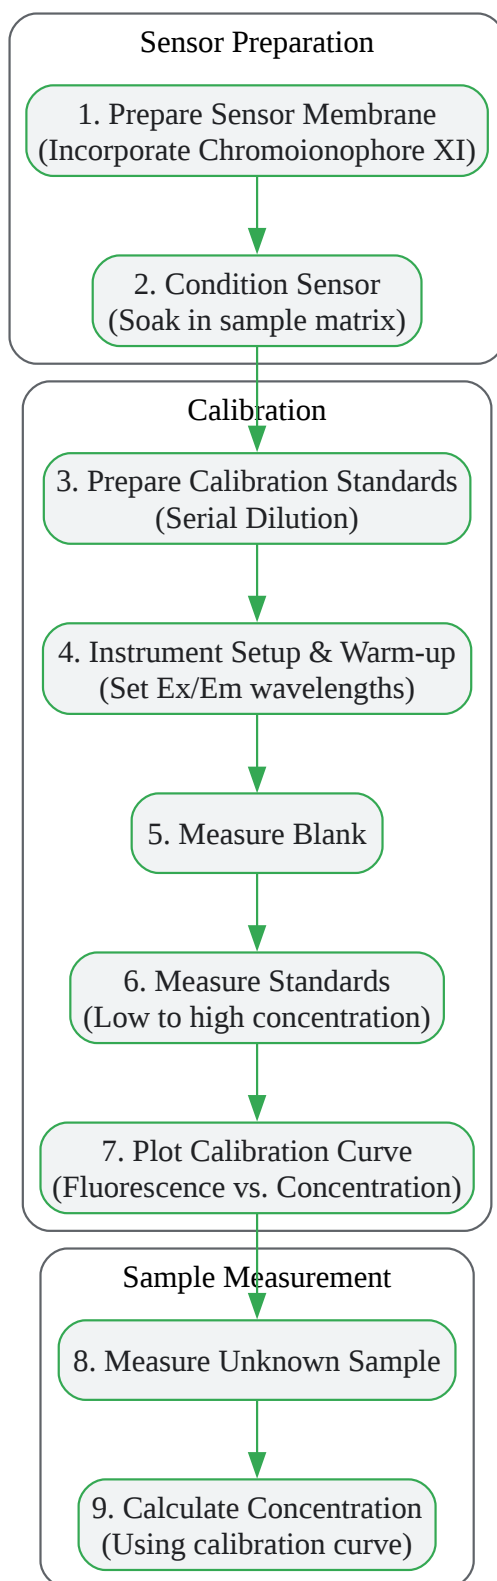 Sensor Preparation
1. Prepare Sensor Membrane
(Incorporate Chromoionophore XI)
2. Condition Sensor
(Soak in sample matrix)
Calibration
3. Prepare Calibration Standards
(Serial Dilution)
4. Instrument Setup & Warm-up
(Set Ex/Em wavelengths)
5. Measure Blank
6. Measure Standards
(Low to high concentration)
7. Plot Calibration Curve
(Fluorescence vs. Concentration)
Sample Measurement
8. Measure Unknown Sample
9. Calculate Concentration
(Using calibration curve)